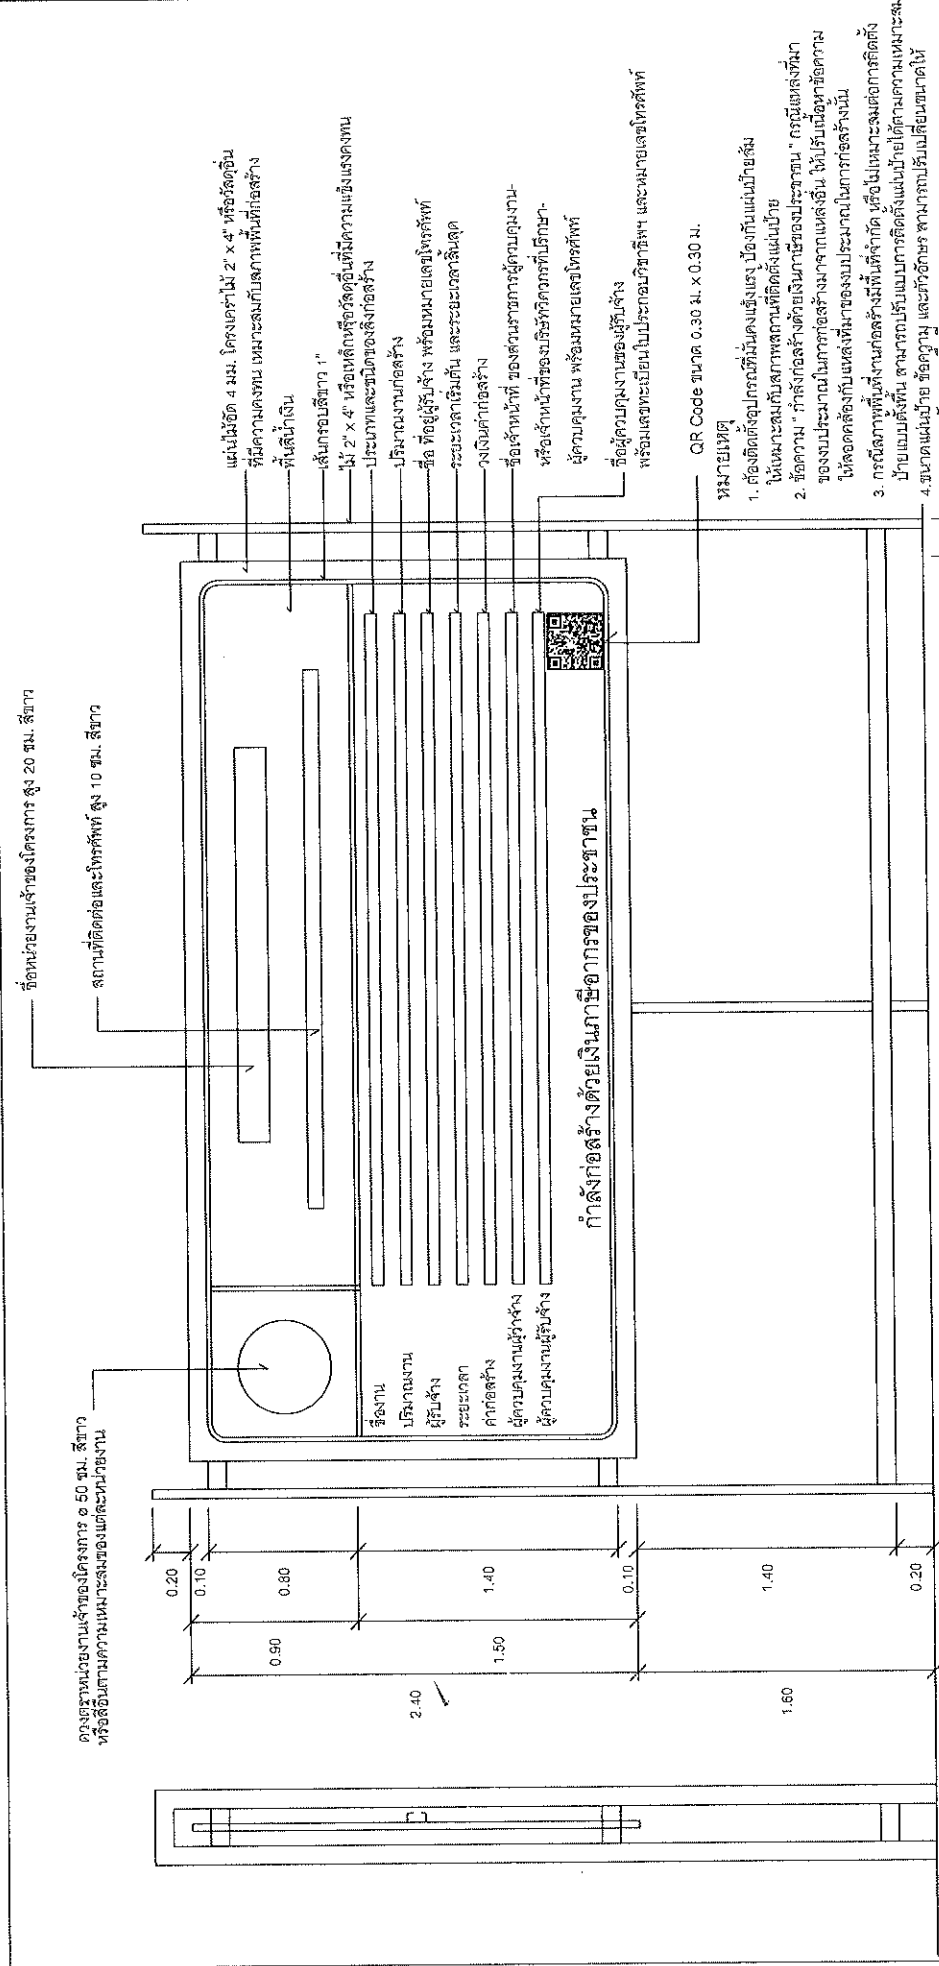 ชื่อหน่วยงานเจ้าของโครงการ สูง 20 ซม. สีขาว
สถานที่ติดต่อและโทรศัพท์ สูง 10 ซม. สีขาว
ดวงตราหน่วยงานเจ้าของโครงการ ø 50 ซม. สีขาว
หรือสีอื่นตามความเหมาะสมของแต่ละหน่วยงาน
แผ่นไม้อัด 4 มม. โครงเคร่าไม้ 2" x 4" หรือวัสดุอื่น
ที่มีความคงทน เหมาะสมกับสภาพพื้นที่ก่อสร้าง
พื้นสีน้ำเงิน
เส้นกรอบสีขาว 1"
ไม้ 2" x 4" หรือเหล็กหรือวัสดุอื่นที่มีความแข็งแรงคงทน
ประเภทและชนิดของสิ่งก่อสร้าง
ปริมาณงานก่อสร้าง
ชื่อ ที่อยู่ผู้รับจ้าง พร้อมหมายเลขโทรศัพท์
ระยะเวลาเริ่มต้น และระยะเวลาสิ้นสุด
วงเงินค่าก่อสร้าง
ชื่อเจ้าหน้าที่ ของส่วนราชการผู้ควบคุมงาน-
หรือเจ้าหน้าที่ของบริษัทวิศวกรที่ปรึกษา-
ผู้ควบคุมงาน พร้อมหมายเลขโทรศัพท์
ชื่อผู้ควบคุมงานของผู้รับจ้าง
พร้อมเลขทะเบียนใบประกอบวิชาชีพฯ และหมายเลขโทรศัพท์
QR Code ขนาด 0.30 ม. x 0.30 ม.
ชื่องาน
ปริมาณงาน
ผู้รับจ้าง
ระยะเวลา
ค่าก่อสร้าง
ผู้ควบคุมงานผู้ว่าจ้าง
ผู้ควบคุมงานผู้รับจ้าง
กำลังก่อสร้างด้วยเงินภาษีอากรของประชาชน
0.20
0.10
0.80
1.40
0.10
1.40
0.20
0.90
1.50
2.40
1.60
หมายเหตุ
1. ต้องติดตั้งอุปกรณ์ที่มั่นคงแข็งแรง ป้องกันแผ่นป้ายล้ม
ให้เหมาะสมกับสภาพสถานที่ติดตั้งแผ่นป้าย
2. ข้อความ " กำลังก่อสร้างด้วยเงินภาษีของประชาชน " กรณีแหล่งที่มา
ของงบประมาณในการก่อสร้างมาจากแหล่งอื่น ให้ปรับเนื้อหาข้อความ
ให้สอดคล้องกับแหล่งที่มาของงบประมาณในการก่อสร้างนั้น
3. กรณีสภาพพื้นที่งานก่อสร้างมีพื้นที่จำกัด หรือไม่เหมาะสมต่อการติดตั้ง
ป้ายแบบตั้งพื้น สามารถปรับแบบการติดตั้งแผ่นป้ายได้ตามความเหมาะสม
4.ขนาดแผ่นป้าย ข้อความ และตัวอักษร สามารถปรับเปลี่ยนขนาดให้